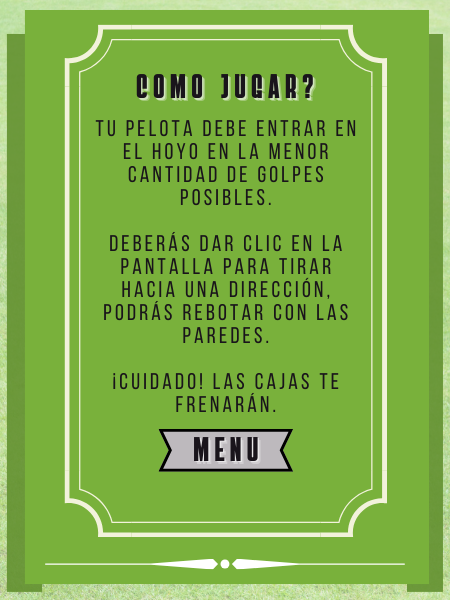 COMO JUGAR?
TU PELOTA DEBE ENTRAR EN
EL HOYO EN LA MENOR
CANTIDAD DE GOLPES
POSIBLES.
DEBERÁS DAR CLIC EN LA
PANTALLA PARA TIRAR
HACIA UNA DIRECCIÓN,
PODRÁS REBOTAR CON LAS
PAREDES.
¡CUIDADO! LAS CAJAS TE
FRENARÁN.
MENU